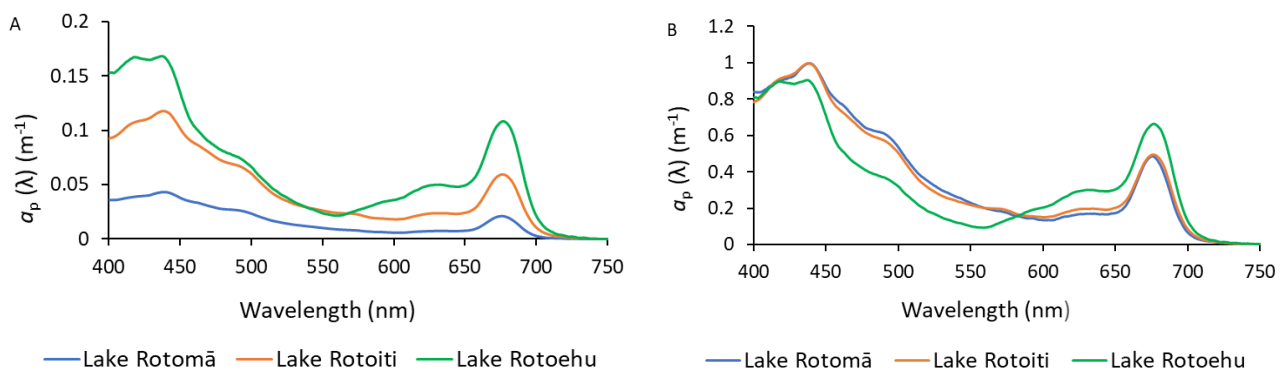 A
0.2
0.15
0.1
0.05
0
a p (λ) (m-1)
400 450 500 550 600 650 700 750
Wavelength (nm)
Lake Rotomā Lake Rotoiti Lake Rotoehu
B
1.2
1
0.8
0.6
0.4
0.2
0
a p (λ) (m-1)
400 450 500 550 600 650 700 750
Wavelength (nm)
Lake Rotomā Lake Rotoiti Lake Rotoehu